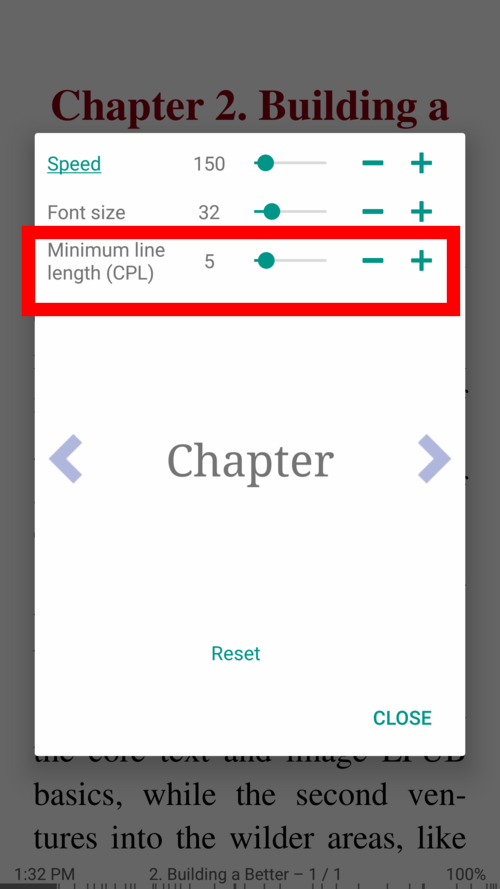 Chapter 2. Building a
Speed 150
Font size 32
Minimum line
length (CPL) 5
Chapter
Reset
CLOSE
the core text and image EPUB
basics, while the second ven-
tures into the wilder areas, like
1:32 PM 2. Building a Better – 1 / 1 100%